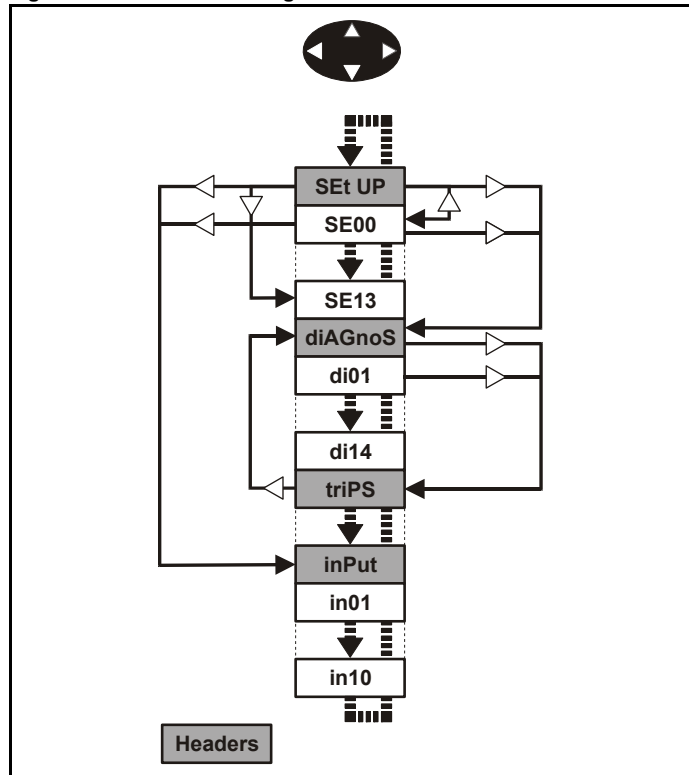 SEt UP
SE00
SE13
diAGnoS
di01
di14
triPS
inPut
in01
in10
Headers